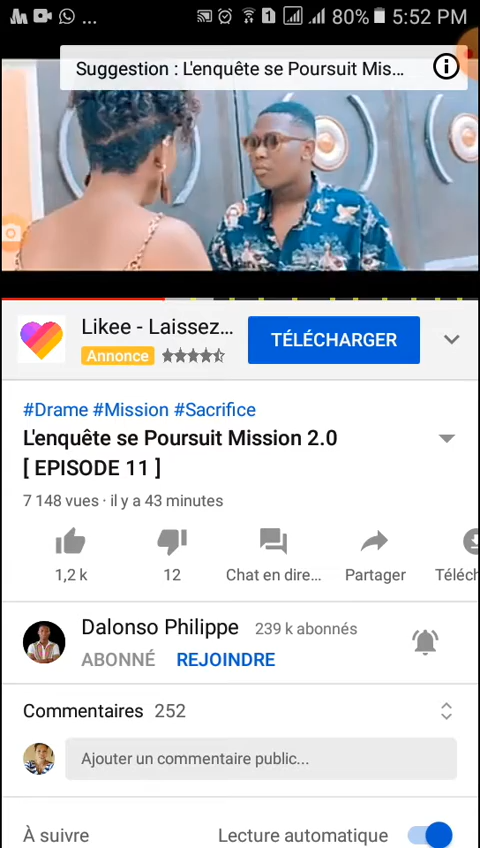 ... 1 80% 5:52 PM
Suggestion : L'enquête se Poursuit Mis...
Likee - Laissez...
Annonce
TÉLÉCHARGER
#Drame #Mission #Sacrifice
L'enquête se Poursuit Mission 2.0
[ EPISODE 11 ]
7 148 vues · il y a 43 minutes
1,2 k
12
Chat en dire...
Partager
Téléch
Dalonso Philippe 239 k abonnés
ABONNÉ REJOINDRE
Commentaires 252
Ajouter un commentaire public...
À suivre
Lecture automatique